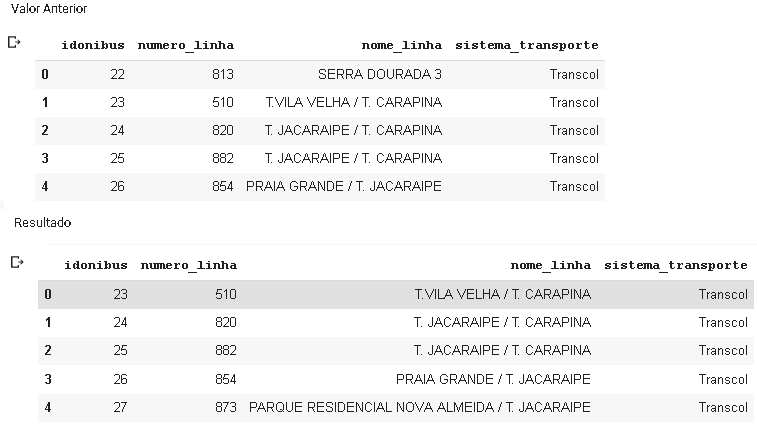 Valor Anterior
idonibus numero_linha nome_linha sistema_transporte
0 22 813 SERRA DOURADA 3 Transcol
1 23 510 T.VILA VELHA / T. CARAPINA Transcol
2 24 820 T. JACARAIPE / T. CARAPINA Transcol
3 25 882 T. JACARAIPE / T. CARAPINA Transcol
4 26 854 PRAIA GRANDE / T. JACARAIPE Transcol
Resultado
idonibus numero_linha nome_linha sistema_transporte
0 23 510 T.VILA VELHA / T. CARAPINA Transcol
1 24 820 T. JACARAIPE / T. CARAPINA Transcol
2 25 882 T. JACARAIPE / T. CARAPINA Transcol
3 26 854 PRAIA GRANDE / T. JACARAIPE Transcol
4 27 873 PARQUE RESIDENCIAL NOVA ALMEIDA / T. JACARAIPE Transcol